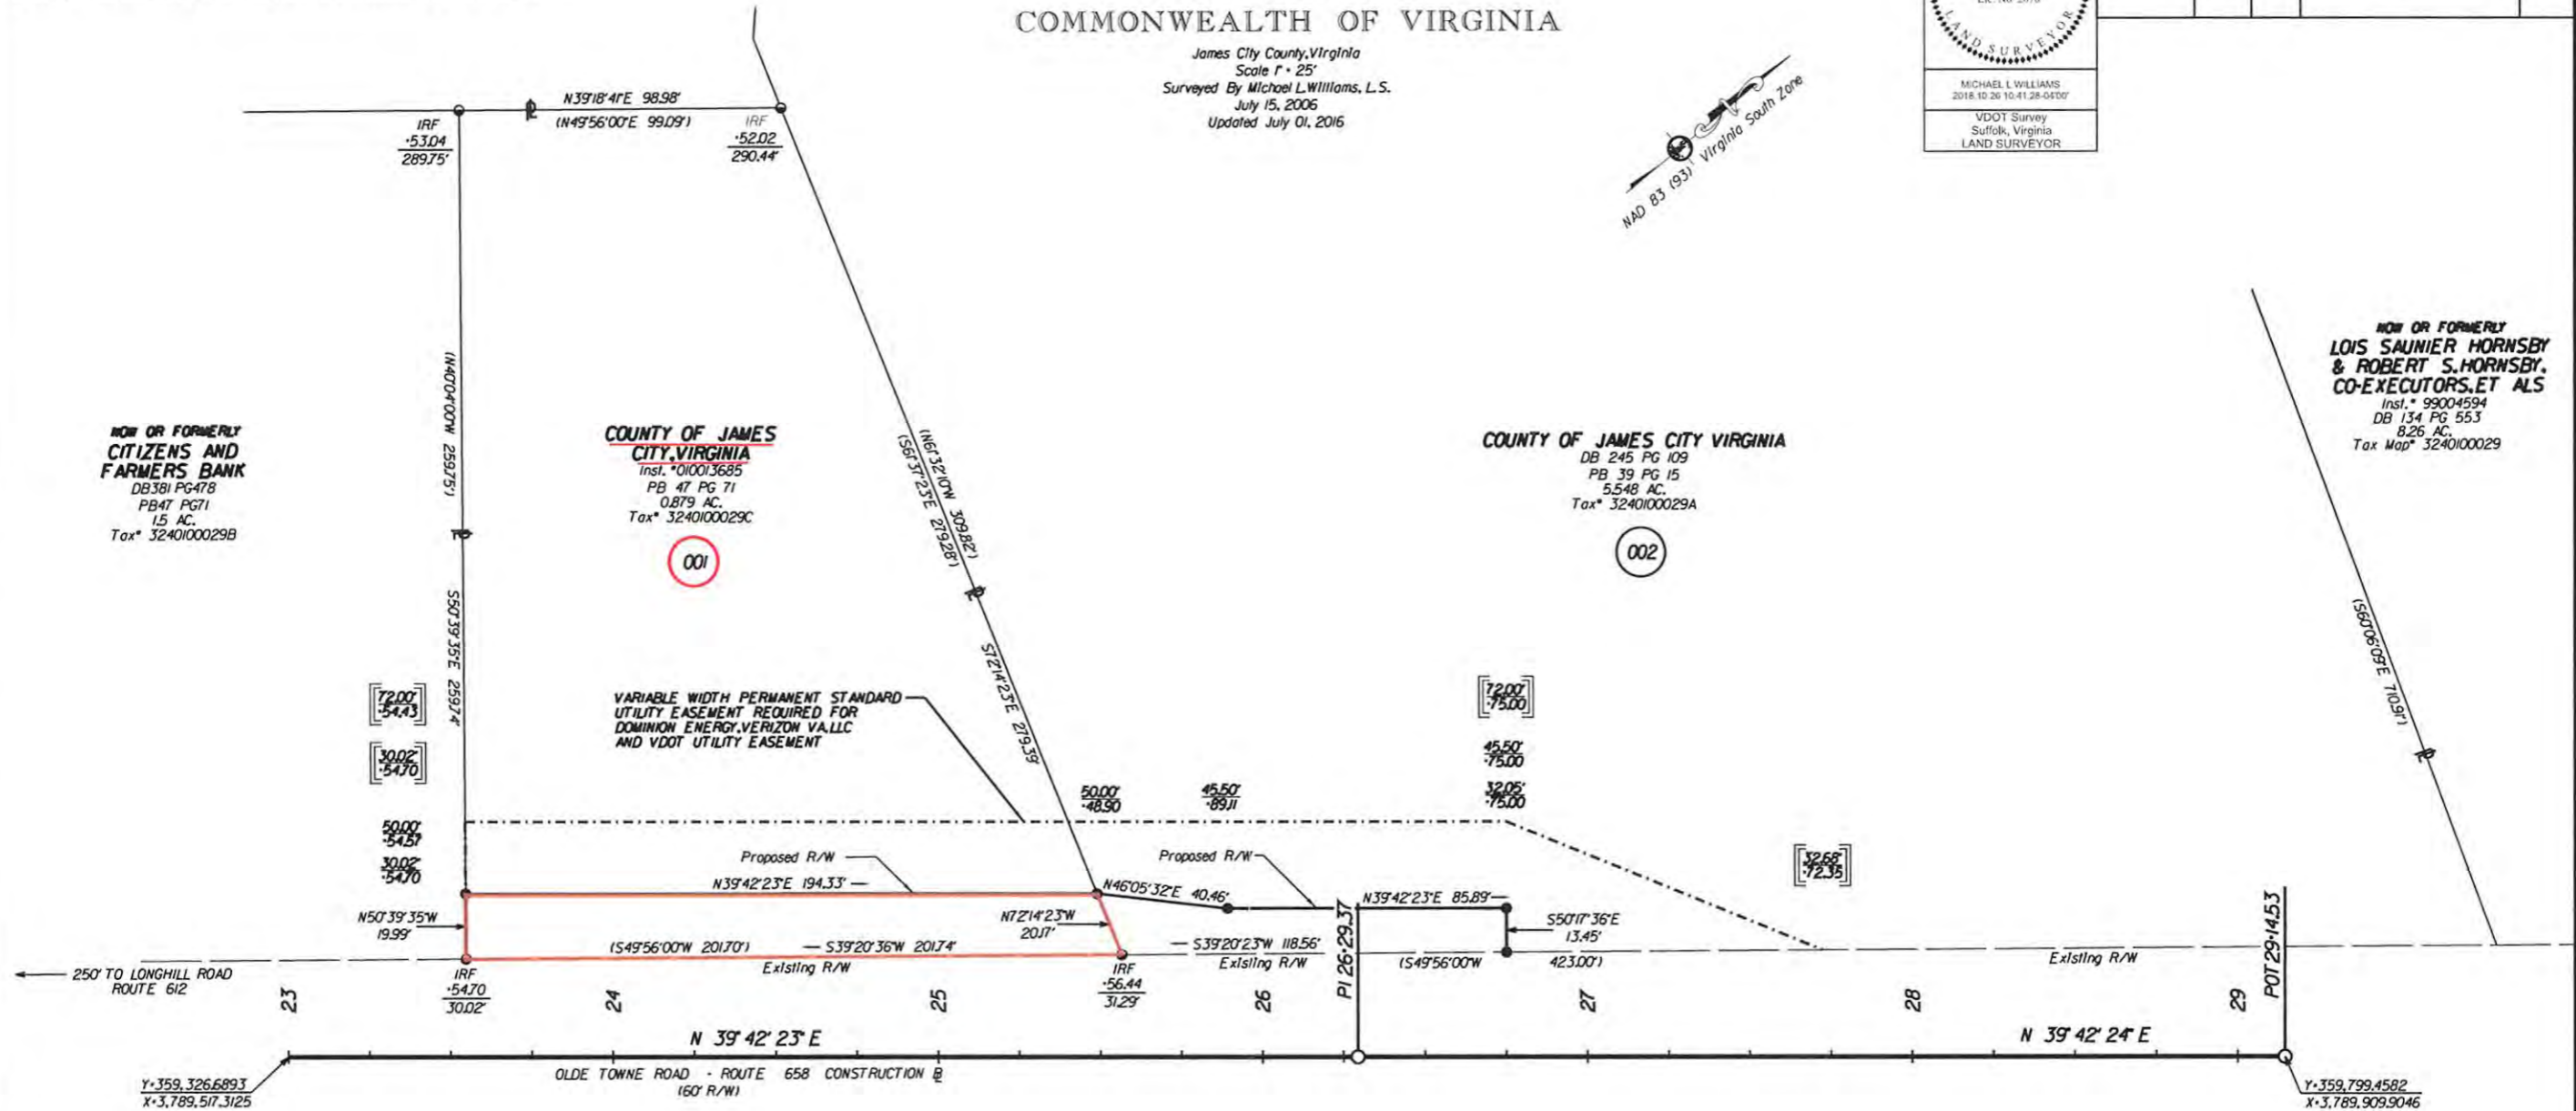 COMMONWEALTH OF VIRGINIA
James City County, Virginia
Scale 1" = 25'
Surveyed By Michael L. Williams, L.S.
July 15, 2006
Updated July 01, 2016
LAND SURVEYOR
MICHAEL L WILLIAMS
2018.10.26 10:41:28-04'00'
VDOT Survey
Suffolk, Virginia
LAND SURVEYOR
NAD 83 (93) Virginia South Zone
N39°18'41"E 98.98'
(N49°56'00"E 99.09')
IRF
+53.04
289.75'
IRF
+52.02
290.44'
NOW OR FORMERLY
CITIZENS AND
FARMERS BANK
DB381 PG478
PB47 PG71
1.5 AC.
Tax# 3240100029B
(N40°04'00"W 259.75')
S50°39'35"E 259.74'
COUNTY OF JAMES
CITY, VIRGINIA
Inst. #010013685
PB 47 PG 71
0.879 AC.
Tax# 3240100029C
001
(N61°32'10"W 309.82')
(S61°37'23"E 279.28')
S72°14'23"E 279.39'
COUNTY OF JAMES CITY VIRGINIA
DB 245 PG 109
PB 39 PG 15
5.548 AC.
Tax# 3240100029A
002
NOW OR FORMERLY
LOIS SAUNIER HORNSBY
& ROBERT S. HORNSBY,
CO-EXECUTORS, ET ALS
Inst.# 99004594
DB 134 PG 553
8.26 AC.
Tax Map# 3240100029
(S60°06'09"E 710.91')
VARIABLE WIDTH PERMANENT STANDARD
UTILITY EASEMENT REQUIRED FOR
DOMINION ENERGY, VERIZON VA.LLC
AND VDOT UTILITY EASEMENT
[72.00'
+54.43]
[30.02'
+54.70]
50.00'
+54.57
30.02'
+54.70
50.00'
+48.90
45.50'
+89.11
[72.00'
+75.00]
45.50'
+75.00
32.05'
+75.00
[32.68'
+72.35]
Proposed R/W
N39°42'23"E 194.33'
Proposed R/W
N46°05'32"E 40.46'
N39°42'23"E 85.89'
N50°39'35"W
19.99'
N72°14'23"W
20.17'
S50°17'36"E
13.45'
(S49°56'00"W 201.70')
S39°20'36"W 201.74'
Existing R/W
S39°20'23"W 118.56'
Existing R/W
(S49°56'00"W 423.00')
Existing R/W
250' TO LONGHILL ROAD
ROUTE 612
IRF
+54.70
30.02'
IRF
+56.44
31.29'
23
24
25
26
PI 26+29.37
27
28
29
POT 29+14.53
N 39° 42' 23" E
N 39° 42' 24" E
OLDE TOWNE ROAD - ROUTE 658 CONSTRUCTION BL
(60' R/W)
Y=359,326.6893
X=3,789,517.3125
Y=359,799.4582
X=3,789,909.9046